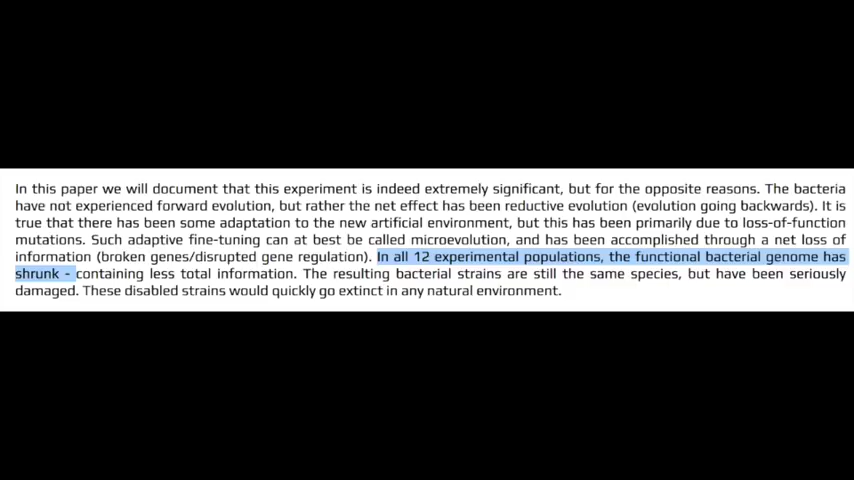 In this paper we will document that this experiment is indeed extremely significant, but for the opposite reasons. The bacteria
have not experienced forward evolution, but rather the net effect has been reductive evolution (evolution going backwards). It is
true that there has been some adaptation to the new artificial environment, but this has been primarily due to loss-of-function
mutations. Such adaptive fine-tuning can at best be called microevolution, and has been accomplished through a net loss of
information (broken genes/disrupted gene regulation). In all 12 experimental populations, the functional bacterial genome has
shrunk - containing less total information. The resulting bacterial strains are still the same species, but have been seriously
damaged. These disabled strains would quickly go extinct in any natural environment.